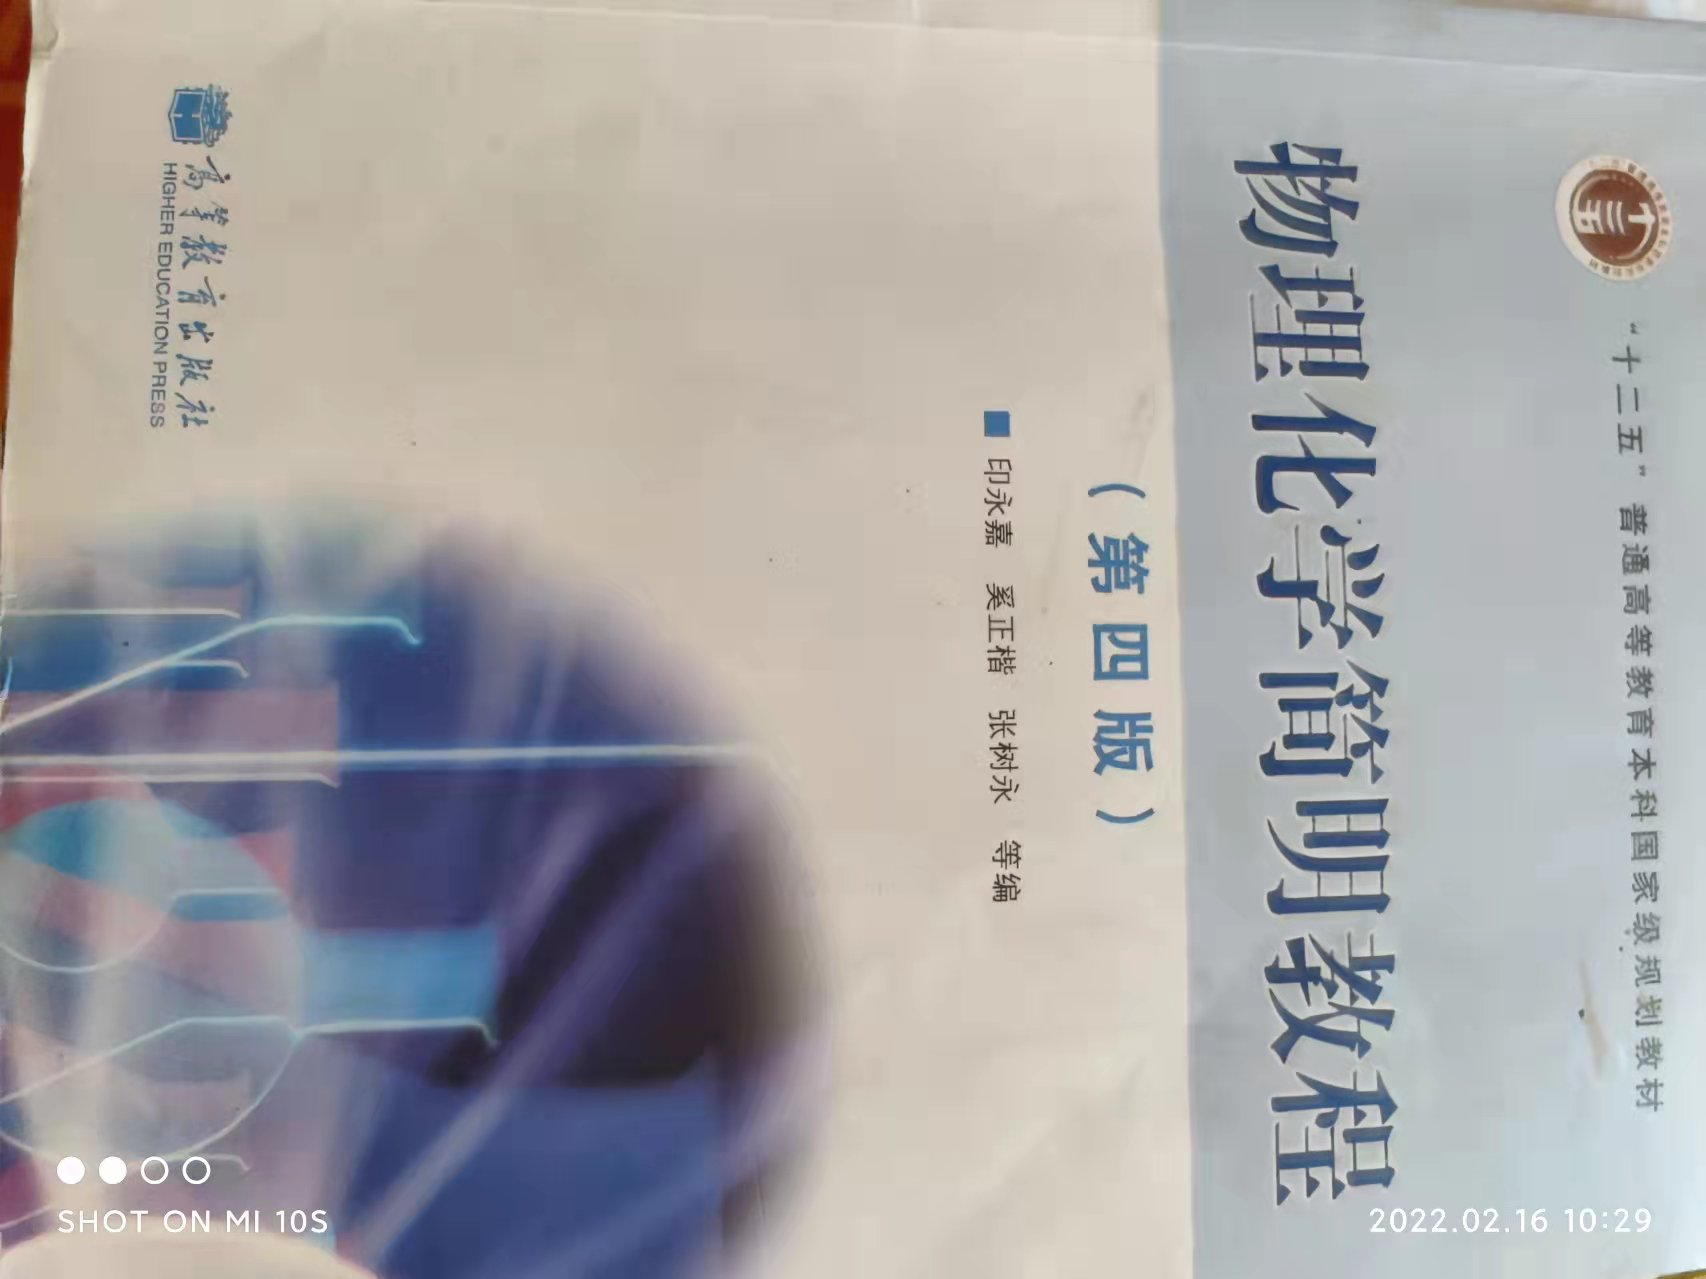 “十二五”普通高等教育本科国家级规划教材
物理化学简明教程
（第四版）
印永嘉 奚正楷 张树永 等编
高等教育出版社
HIGHER EDUCATION PRESS
SHOT ON MI 10S
2022.02.16 10:29